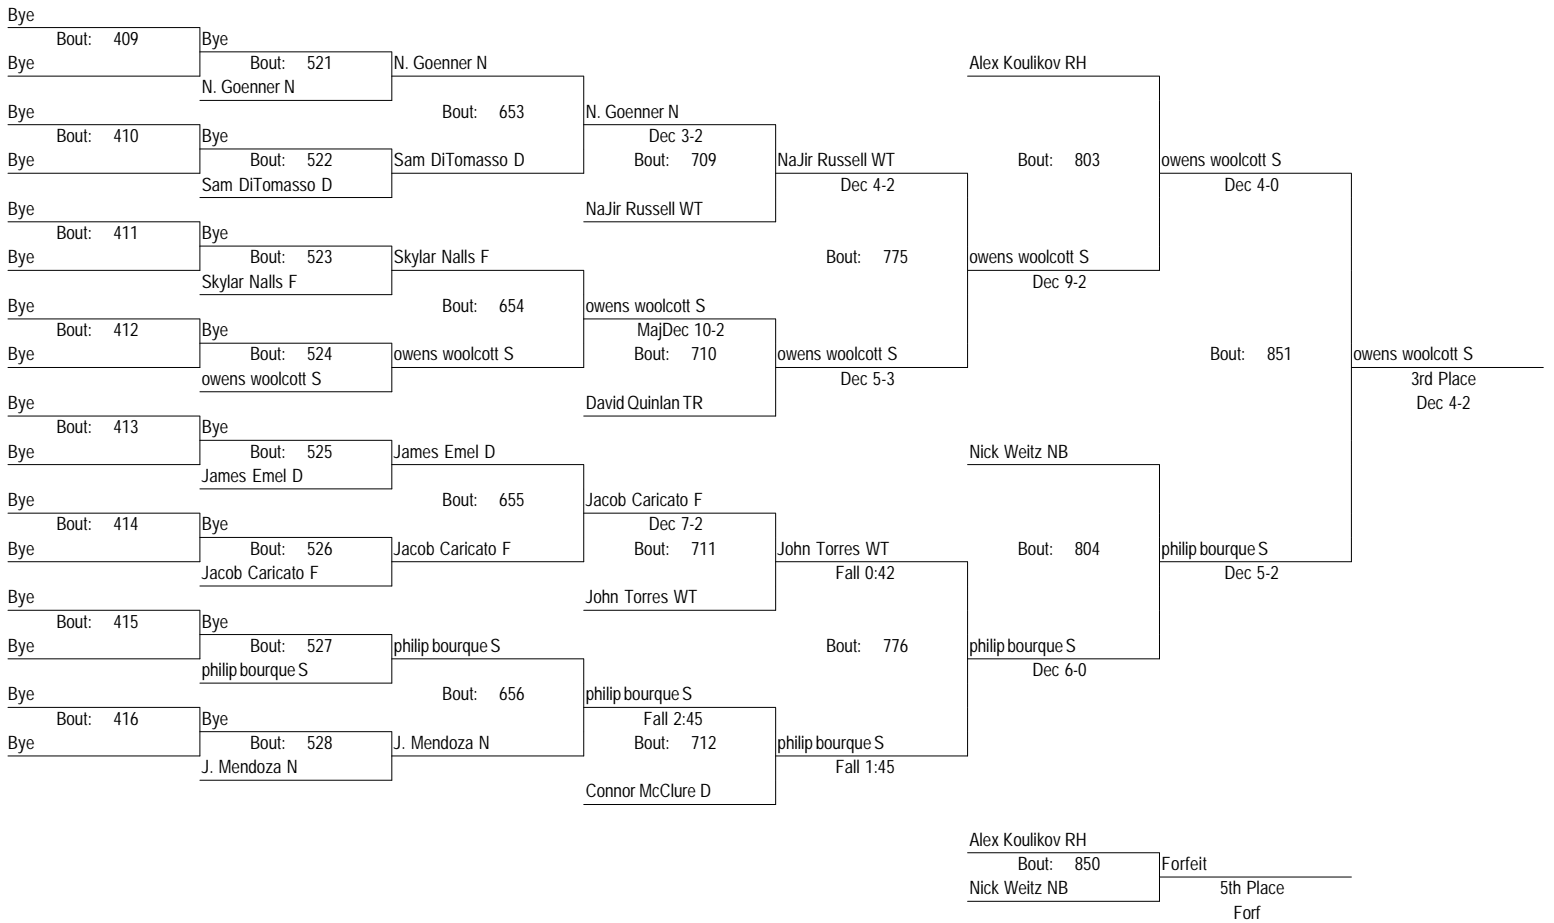 Bye
Bout: 409 Bye
Bye Bout: 521 N. Goenner N Alex Koulikov RH
N. Goenner N
Bye Bout: 653 N. Goenner N
Bout: 410 Bye Dec 3-2
Bye Bout: 522 Sam DiTomasso D Bout: 709 NaJir Russell WT Bout: 803 owens woolcott S
Sam DiTomasso D Dec 4-2 Dec 4-0
Bye NaJir Russell WT
Bout: 411 Bye
Bye Bout: 523 Skylar Nalls F Bout: 775 owens woolcott S
Skylar Nalls F Dec 9-2
Bye Bout: 654 owens woolcott S
Bout: 412 Bye MajDec 10-2
Bye Bout: 524 owens woolcott S Bout: 710 owens woolcott S Bout: 851 owens woolcott S
owens woolcott S Dec 5-3 3rd Place
Bye David Quinlan TR Dec 4-2
Bout: 413 Bye
Bye Bout: 525 James Emel D Nick Weitz NB
James Emel D
Bye Bout: 655 Jacob Caricato F
Bout: 414 Bye Dec 7-2
Bye Bout: 526 Jacob Caricato F Bout: 711 John Torres WT Bout: 804 philip bourque S
Jacob Caricato F Fall 0:42 Dec 5-2
Bye John Torres WT
Bout: 415 Bye
Bye Bout: 527 philip bourque S Bout: 776 philip bourque S
philip bourque S Dec 6-0
Bye Bout: 656 philip bourque S
Bout: 416 Bye Fall 2:45
Bye Bout: 528 J. Mendoza N Bout: 712 philip bourque S
J. Mendoza N Fall 1:45
Connor McClure D
Alex Koulikov RH
Bout: 850 Forfeit
Nick Weitz NB 5th Place
Forf